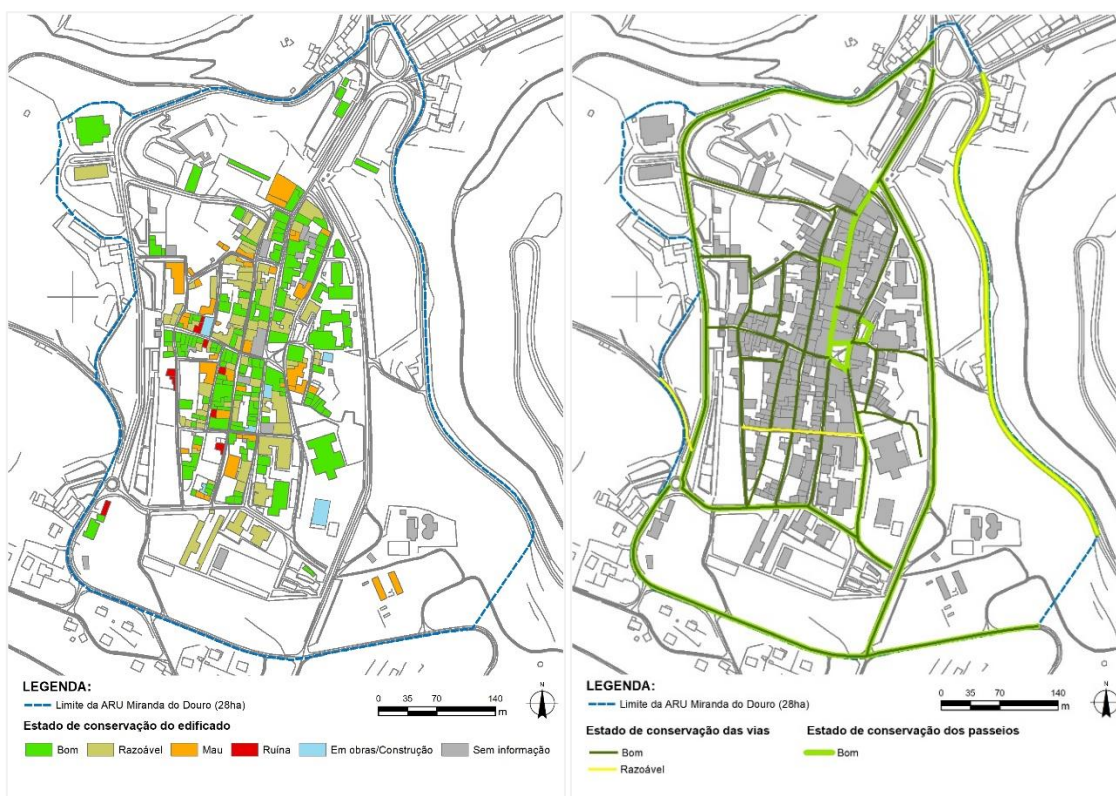 LEGENDA:
Limite da ARU Miranda do Douro (28ha)
Estado de conservação do edificado
Bom
Razoável
Mau
Ruína
Em obras/Construção
Sem informação
0 35 70 140
m
N
LEGENDA:
Limite da ARU Miranda do Douro (28ha)
Estado de conservação das vias
Bom
Razoável
Estado de conservação dos passeios
Bom
0 35 70 140
m
N